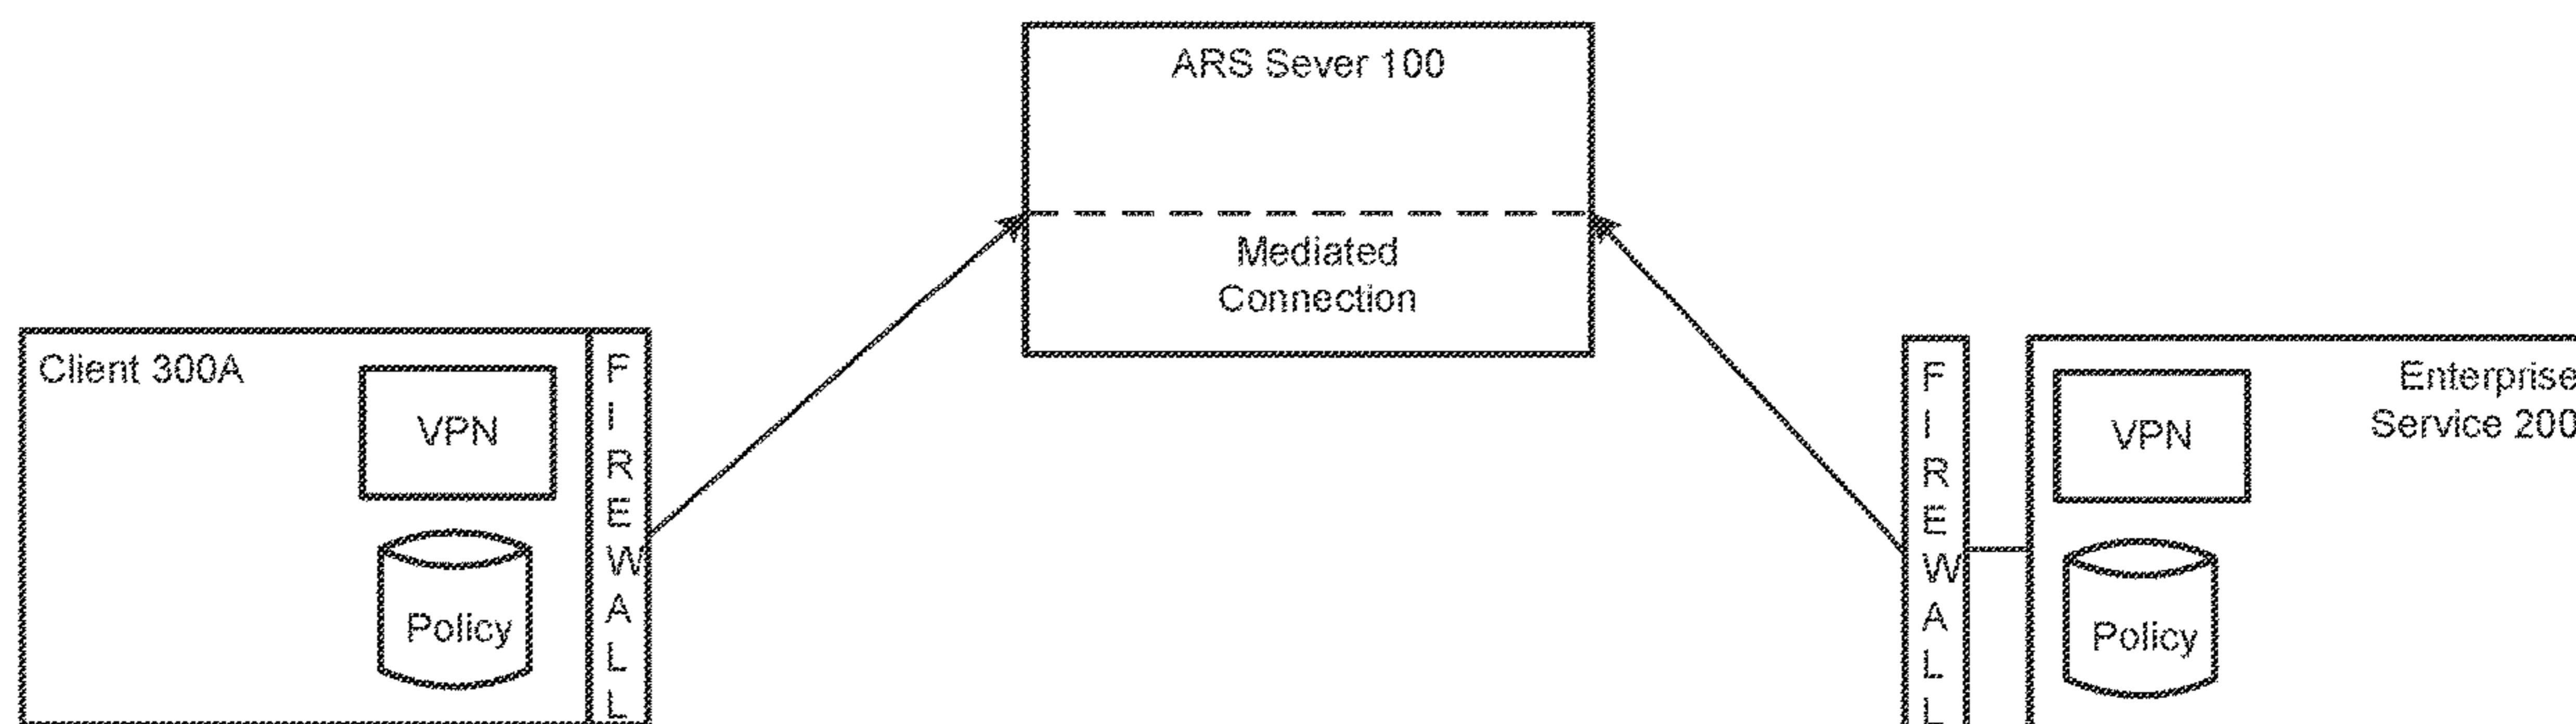 ARS Sever 100
Mediated
Connection
Client 300A
VPN
Policy
F
I
R
E
W
A
L
L
F
I
R
E
W
A
L
L
VPN
Policy
Enterprise
Service 200